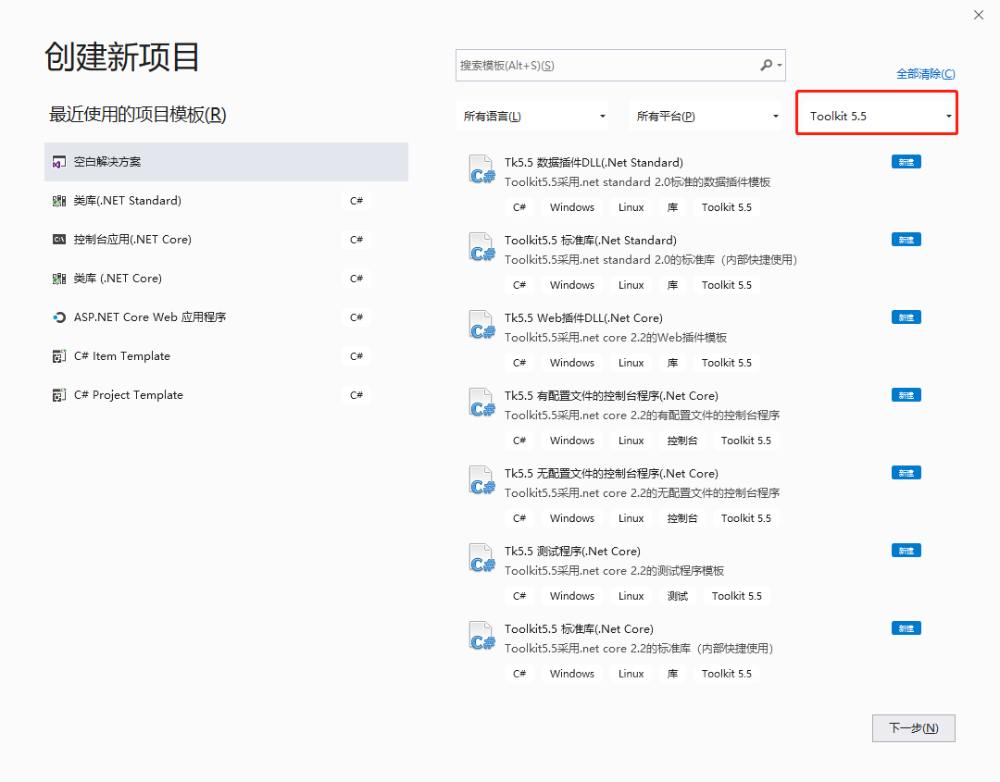 创建新项目
最近使用的项目模板(R)
空白解决方案
类库(.NET Standard)
C#
控制台应用(.NET Core)
C#
类库 (.NET Core)
C#
ASP.NET Core Web 应用程序
C#
C# Item Template
C#
C# Project Template
C#
搜索模板(Alt+S)(S)
全部清除(C)
所有语言(L)
所有平台(P)
Toolkit 5.5
Tk5.5 数据插件DLL(.Net Standard)
新建
Toolkit5.5采用.net standard 2.0标准的数据插件模板
C# Windows Linux 库 Toolkit 5.5
Toolkit5.5 标准库(.Net Standard)
新建
Toolkit5.5采用.net standard 2.0的标准库（内部快捷使用）
C# Windows Linux 库 Toolkit 5.5
Tk5.5 Web插件DLL(.Net Core)
新建
Toolkit5.5采用.net core 2.2的Web插件模板
C# Windows Linux 库 Toolkit 5.5
Tk5.5 有配置文件的控制台程序(.Net Core)
新建
Toolkit5.5采用.net core 2.2的有配置文件的控制台程序
C# Windows Linux 控制台 Toolkit 5.5
Tk5.5 无配置文件的控制台程序(.Net Core)
新建
Toolkit5.5采用.net core 2.2的无配置文件的控制台程序
C# Windows Linux 控制台 Toolkit 5.5
Tk5.5 测试程序(.Net Core)
新建
Toolkit5.5采用.net core 2.2的测试程序模板
C# Windows Linux 测试 Toolkit 5.5
Toolkit5.5 标准库(.Net Core)
新建
Toolkit5.5采用.net core 2.2的标准库（内部快捷使用）
C# Windows Linux 库 Toolkit 5.5
下一步(N)